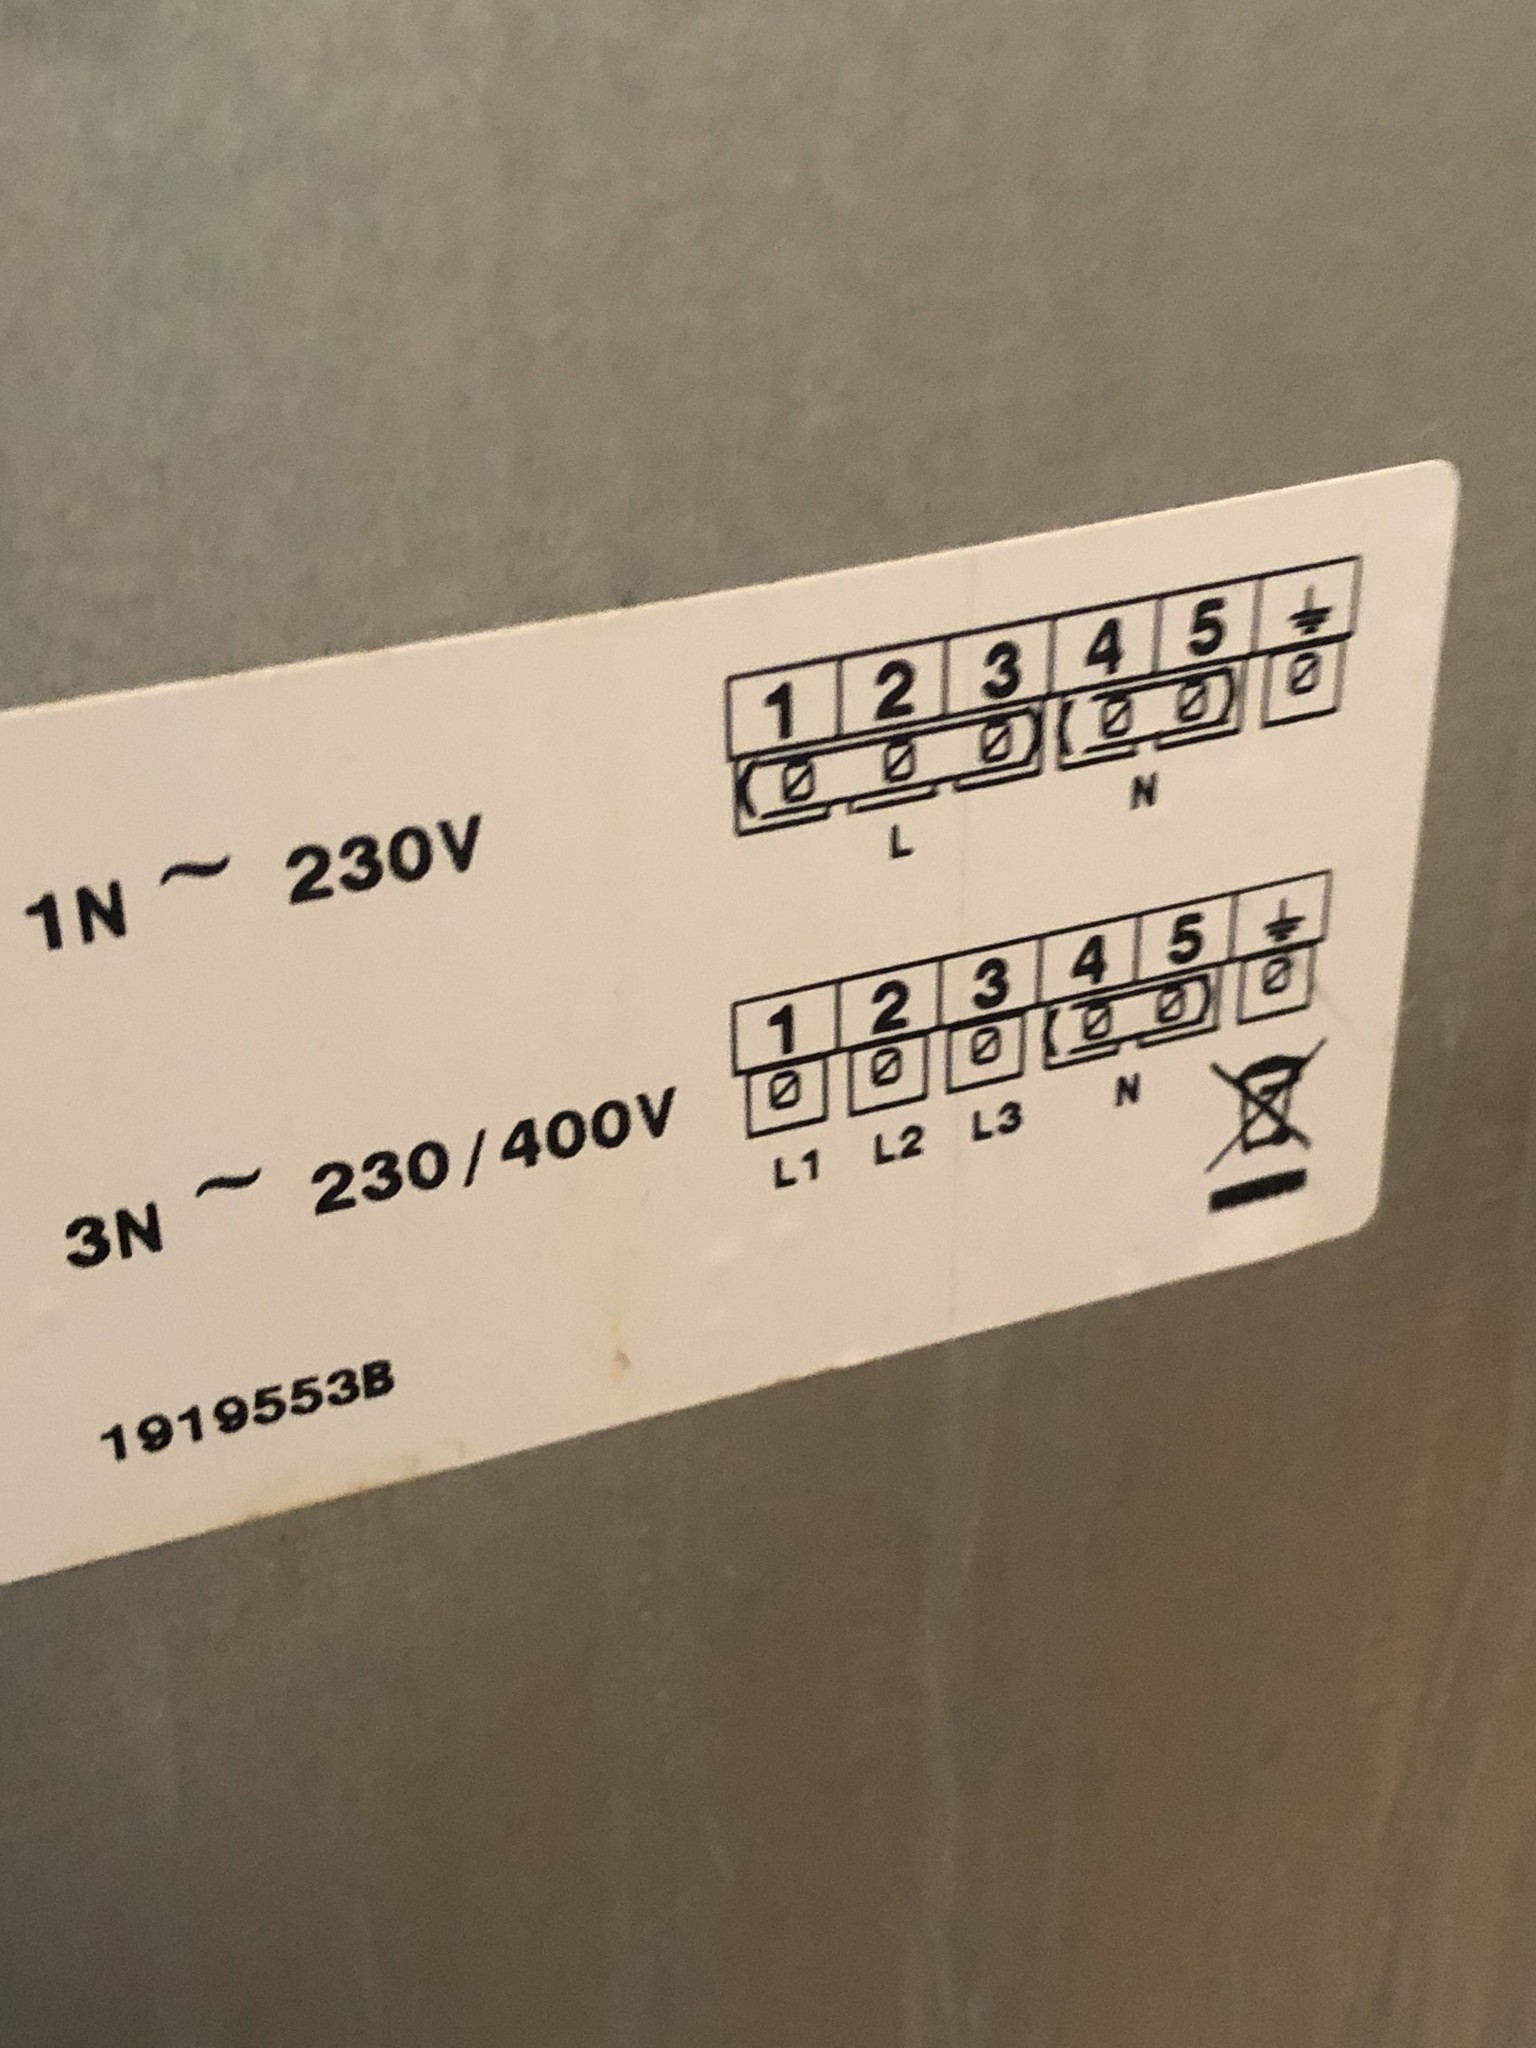 1N ~ 230V
1 2 3 4 5
L N
3N ~ 230/400V
1 2 3 4 5
L1 L2 L3 N
1919553B